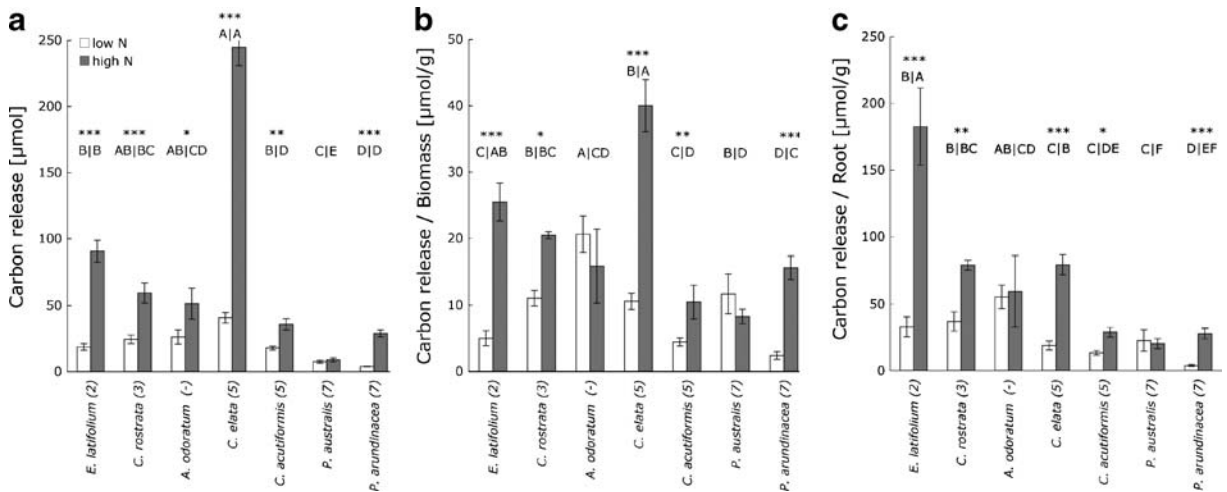 a
Carbon release [µmol]
250
200
150
100
50
0
low N
high N
*** *** * *** ** ***
B|B AB|BC AB|CD A|A B|D C|E D|D
E. latifolium (2)
C. rostrata (3)
A. odoratum (-)
C. elata (5)
C. acutiformis (5)
P. australis (7)
P. arundinacea (7)
b
Carbon release / Biomass [µmol/g]
50
40
30
20
10
0
*** * *** ** ***
C|AB B|BC A|CD B|A C|D B|D D|C
E. latifolium (2)
C. rostrata (3)
A. odoratum (-)
C. elata (5)
C. acutiformis (5)
P. australis (7)
P. arundinacea (7)
c
Carbon release / Root [µmol/g]
250
200
150
100
50
0
*** ** *** * ***
B|A B|BC AB|CD C|B C|DE C|F D|EF
E. latifolium (2)
C. rostrata (3)
A. odoratum (-)
C. elata (5)
C. acutiformis (5)
P. australis (7)
P. arundinacea (7)